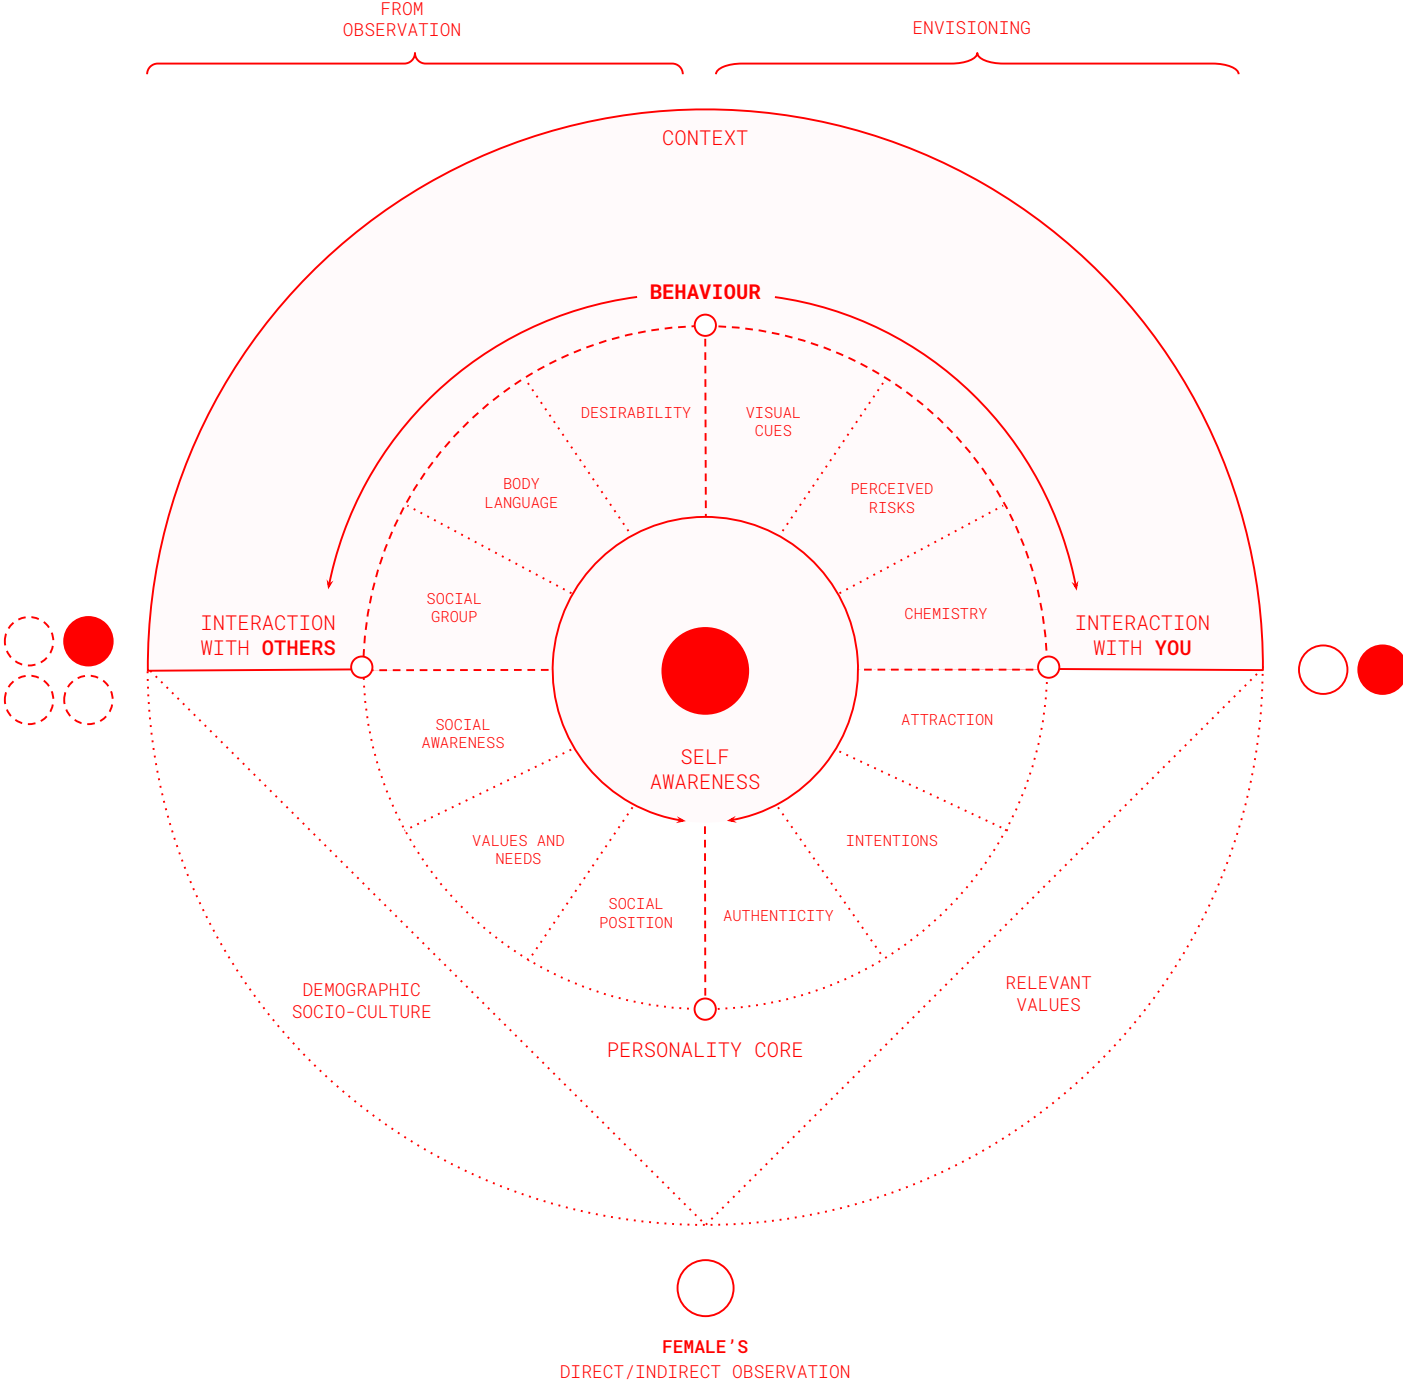 FROM
OBSERVATION
ENVISIONING
CONTEXT
BEHAVIOUR
DESIRABILITY
VISUAL
CUES
BODY
LANGUAGE
PERCEIVED
RISKS
SOCIAL
GROUP
CHEMISTRY
INTERACTION
WITH OTHERS
INTERACTION
WITH YOU
SOCIAL
AWARENESS
ATTRACTION
SELF
AWARENESS
VALUES AND
NEEDS
INTENTIONS
SOCIAL
POSITION
AUTHENTICITY
DEMOGRAPHIC
SOCIO-CULTURE
RELEVANT
VALUES
PERSONALITY CORE
FEMALE'S
DIRECT/INDIRECT OBSERVATION